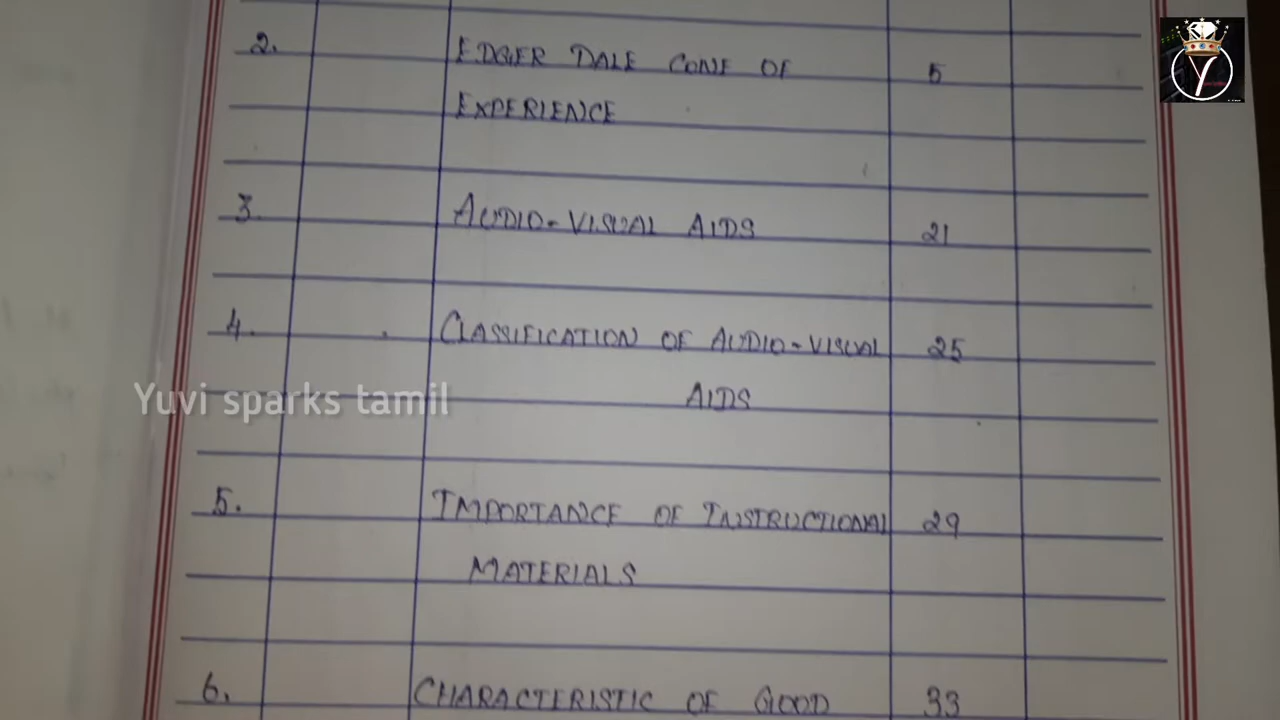 2. EDGER DALE CONE OF 5
EXPERIENCE
3. AUDIO-VISUAL AIDS 21
4. CLASSIFICATION OF AUDIO-VISUAL 25
AIDS
Yuvi sparks tamil
5. IMPORTANCE OF INSTRUCTIONAL 29
MATERIALS
6. CHARACTERISTIC OF GOOD 33